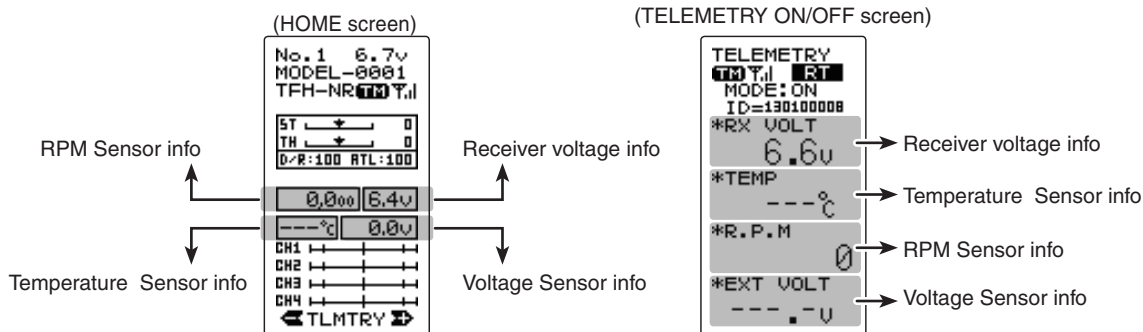 (HOME screen)
No.1 6.7v
MODEL-0001
TFH-NR TM
ST 0
TH 0
D/R:100 ATL:100
0,000 6.4v
---°C 0.0v
CH1
CH2
CH3
CH4
TLMTRY
RPM Sensor info
Temperature Sensor info
Receiver voltage info
Voltage Sensor info
(TELEMETRY ON/OFF screen)
TELEMETRY
TM RT
MODE:ON
ID=130100008
*RX VOLT
6.6v
*TEMP
---°C
*R.P.M
0
*EXT VOLT
---.-v
Receiver voltage info
Temperature Sensor info
RPM Sensor info
Voltage Sensor info